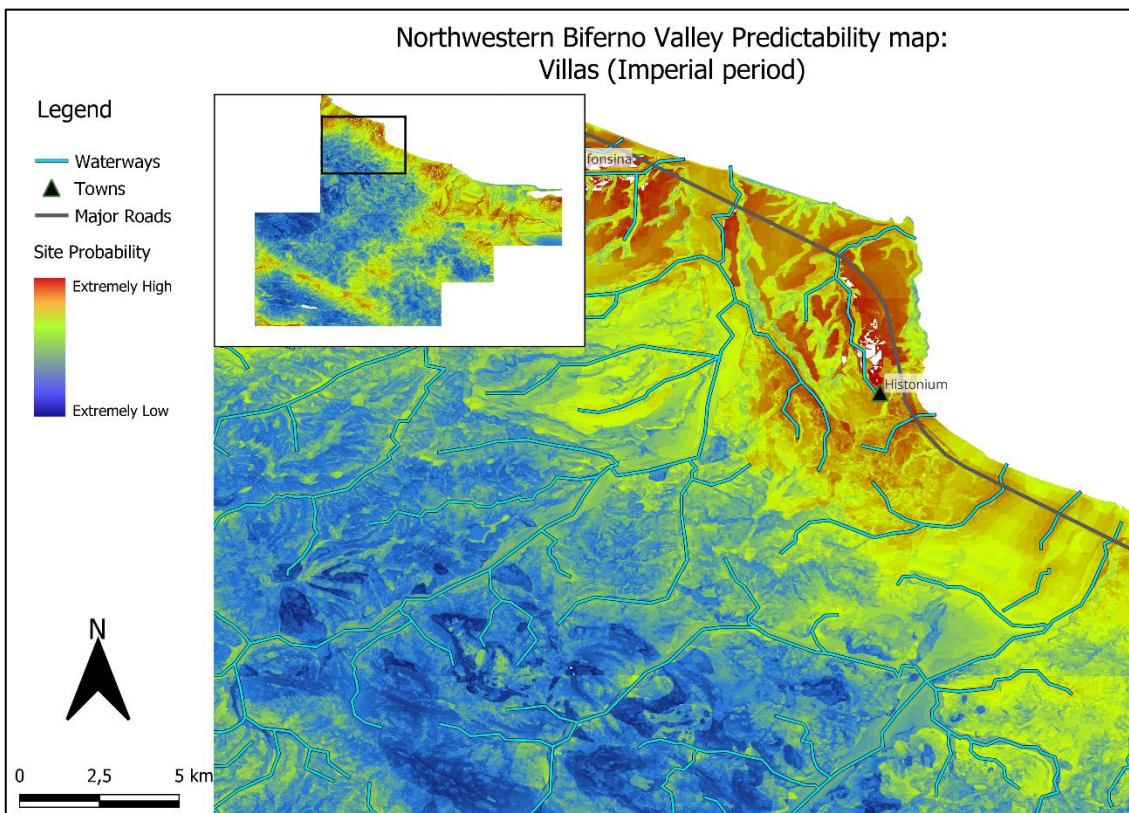 Northwestern Biferno Valley Predictability map:
Villas (Imperial period)
Legend
Waterways
Towns
Major Roads
Site Probability
Extremely High
Extremely Low
fonsina
Histonium
N
0 2,5 5 km